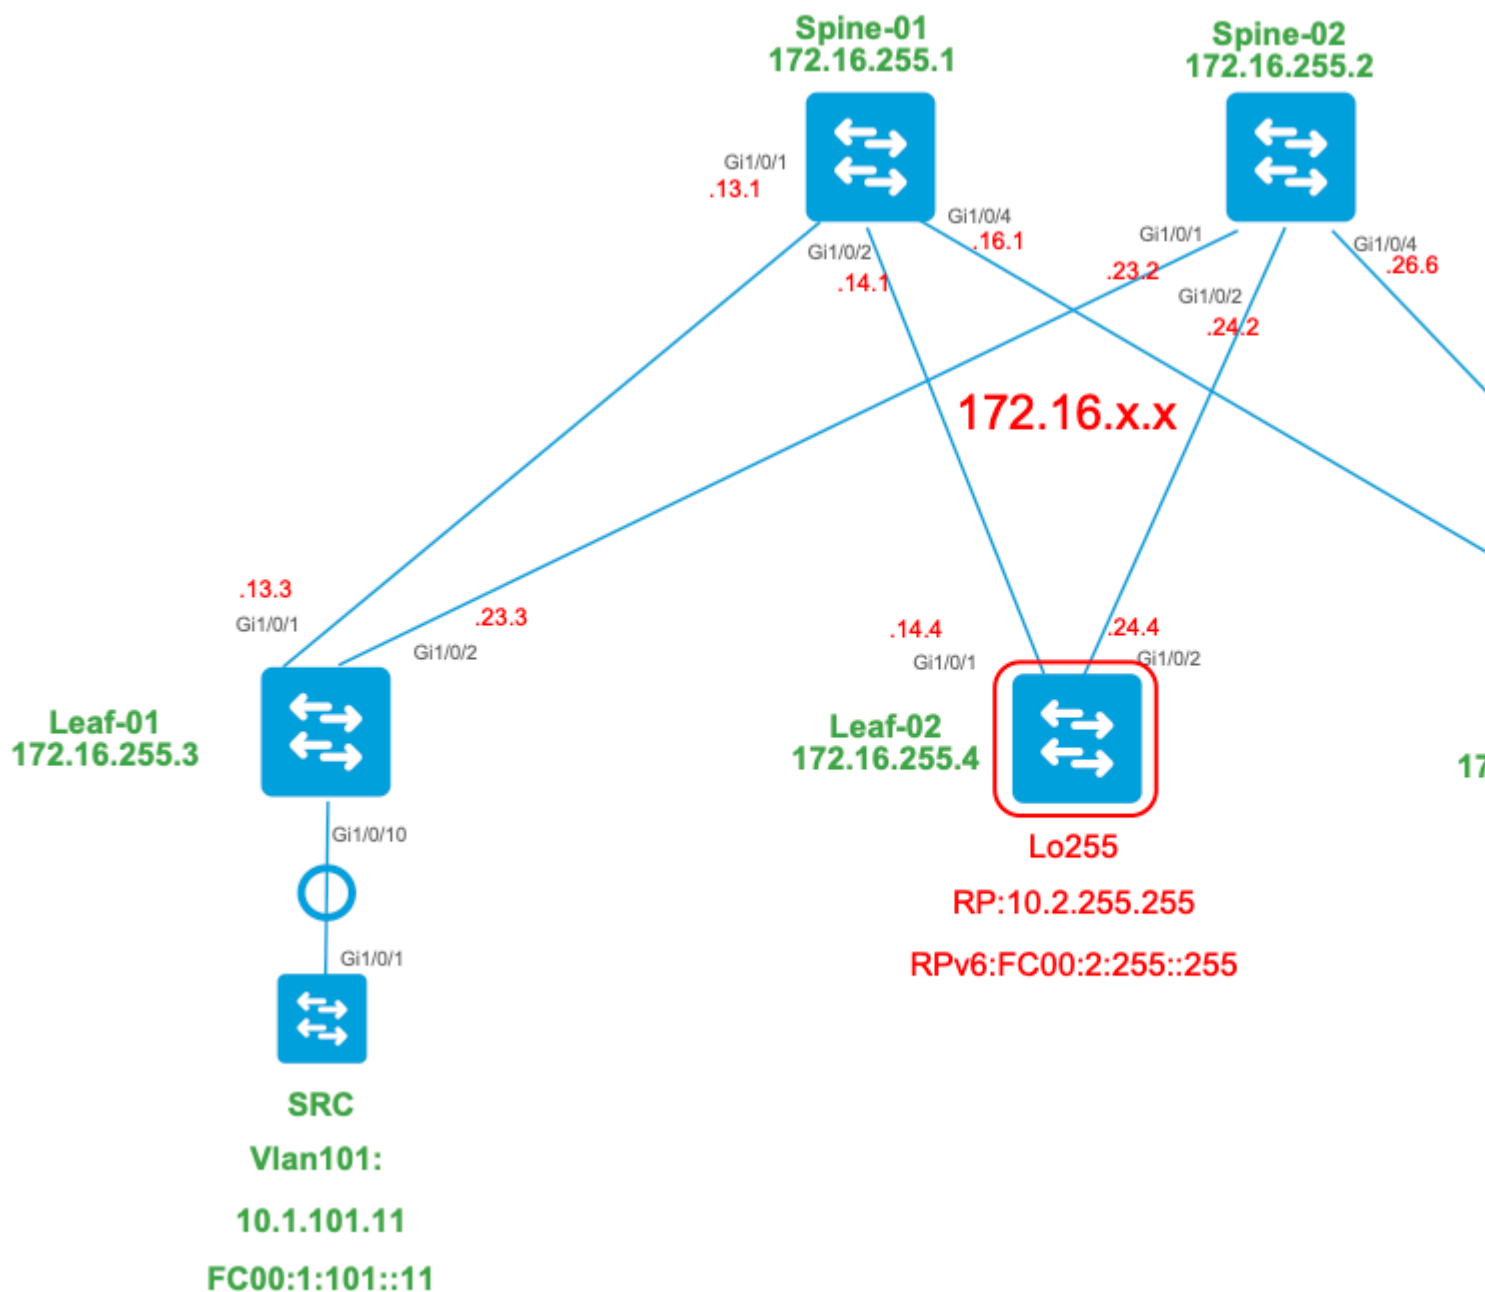 Spine-01
172.16.255.1
Spine-02
172.16.255.2
Gi1/0/1
.13.1
Gi1/0/4
.16.1
Gi1/0/2
.14.1
Gi1/0/1
.23.2
Gi1/0/4
.26.6
Gi1/0/2
.24.2
172.16.x.x
.13.3
Gi1/0/1
.23.3
Gi1/0/2
.14.4
Gi1/0/1
.24.4
Gi1/0/2
Leaf-01
172.16.255.3
Leaf-02
172.16.255.4
17
Gi1/0/10
Lo255
RP:10.2.255.255
RPv6:FC00:2:255::255
Gi1/0/1
SRC
Vlan101:
10.1.101.11
FC00:1:101::11